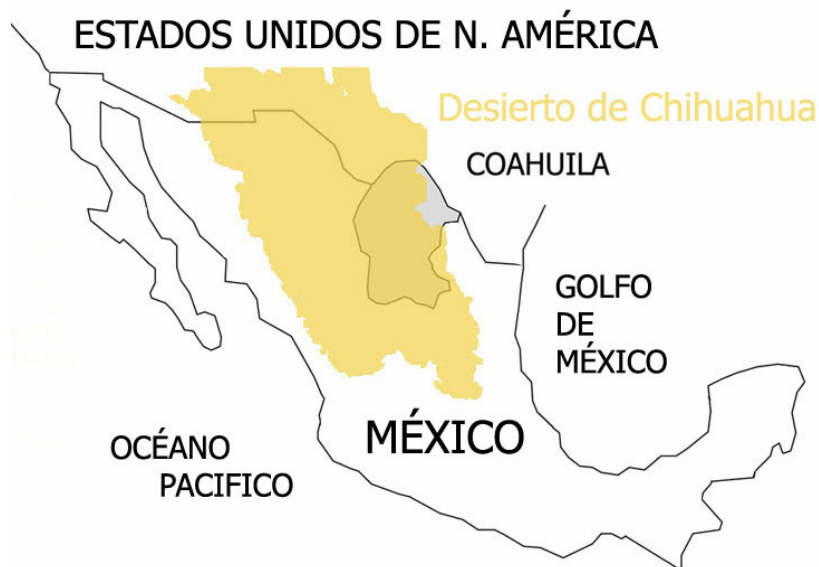 ESTADOS UNIDOS DE N. AMÉRICA
Desierto de Chihuahua
COAHUILA
GOLFO
DE
MÉXICO
MÉXICO
OCÉANO
PACIFICO